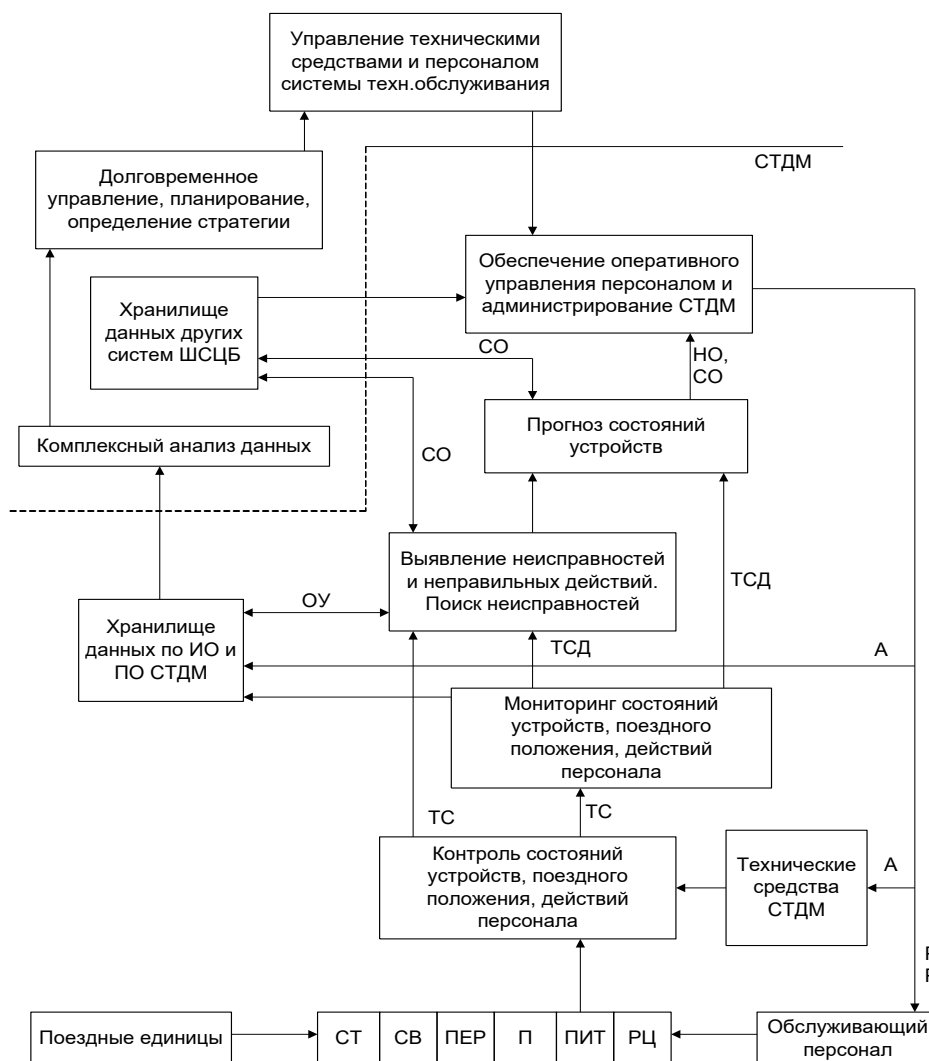 Управление техническими
средствами и персоналом
системы техн.обслуживания
СТДМ
Долговременное
управление, планирование,
определение стратегии
Обеспечение оперативного
управления персоналом и
администрирование СТДМ
Хранилище
данных других
систем ШСЦБ
СО
НО,
СО
Прогноз состояний
устройств
Комплексный анализ данных
СО
Выявление неисправностей
и неправильных действий.
Поиск неисправностей
ТСД
ОУ
Хранилище
данных по ИО и
ПО СТДМ
ТСД
А
Мониторинг состояний
устройств, поездного
положения, действий
персонала
ТС
ТС
Контроль состояний
устройств, поездного
положения, действий
персонала
Технические
средства
СТДМ
А
Поездные единицы
СТ
СВ
ПЕР
П
ПИТ
РЦ
Обслуживающий
персонал